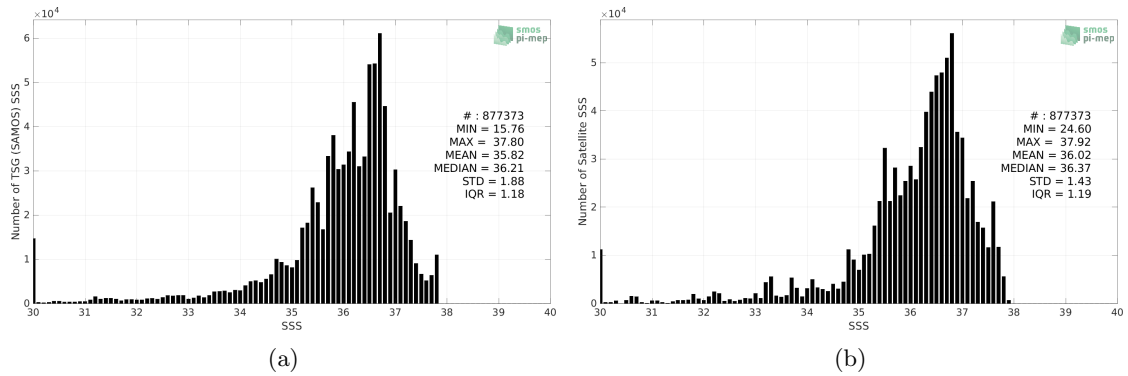 ×10⁴
6
5
4
3
2
1
0
Number of TSG (SAMOS) SSS
smos
pi-mep
# : 877373
MIN = 15.76
MAX = 37.80
MEAN = 35.82
MEDIAN = 36.21
STD = 1.88
IQR = 1.18
30 31 32 33 34 35 36 37 38 39 40
SSS
(a)
×10⁴
5
4
3
2
1
0
Number of Satellite SSS
smos
pi-mep
# : 877373
MIN = 24.60
MAX = 37.92
MEAN = 36.02
MEDIAN = 36.37
STD = 1.43
IQR = 1.19
30 31 32 33 34 35 36 37 38 39 40
SSS
(b)